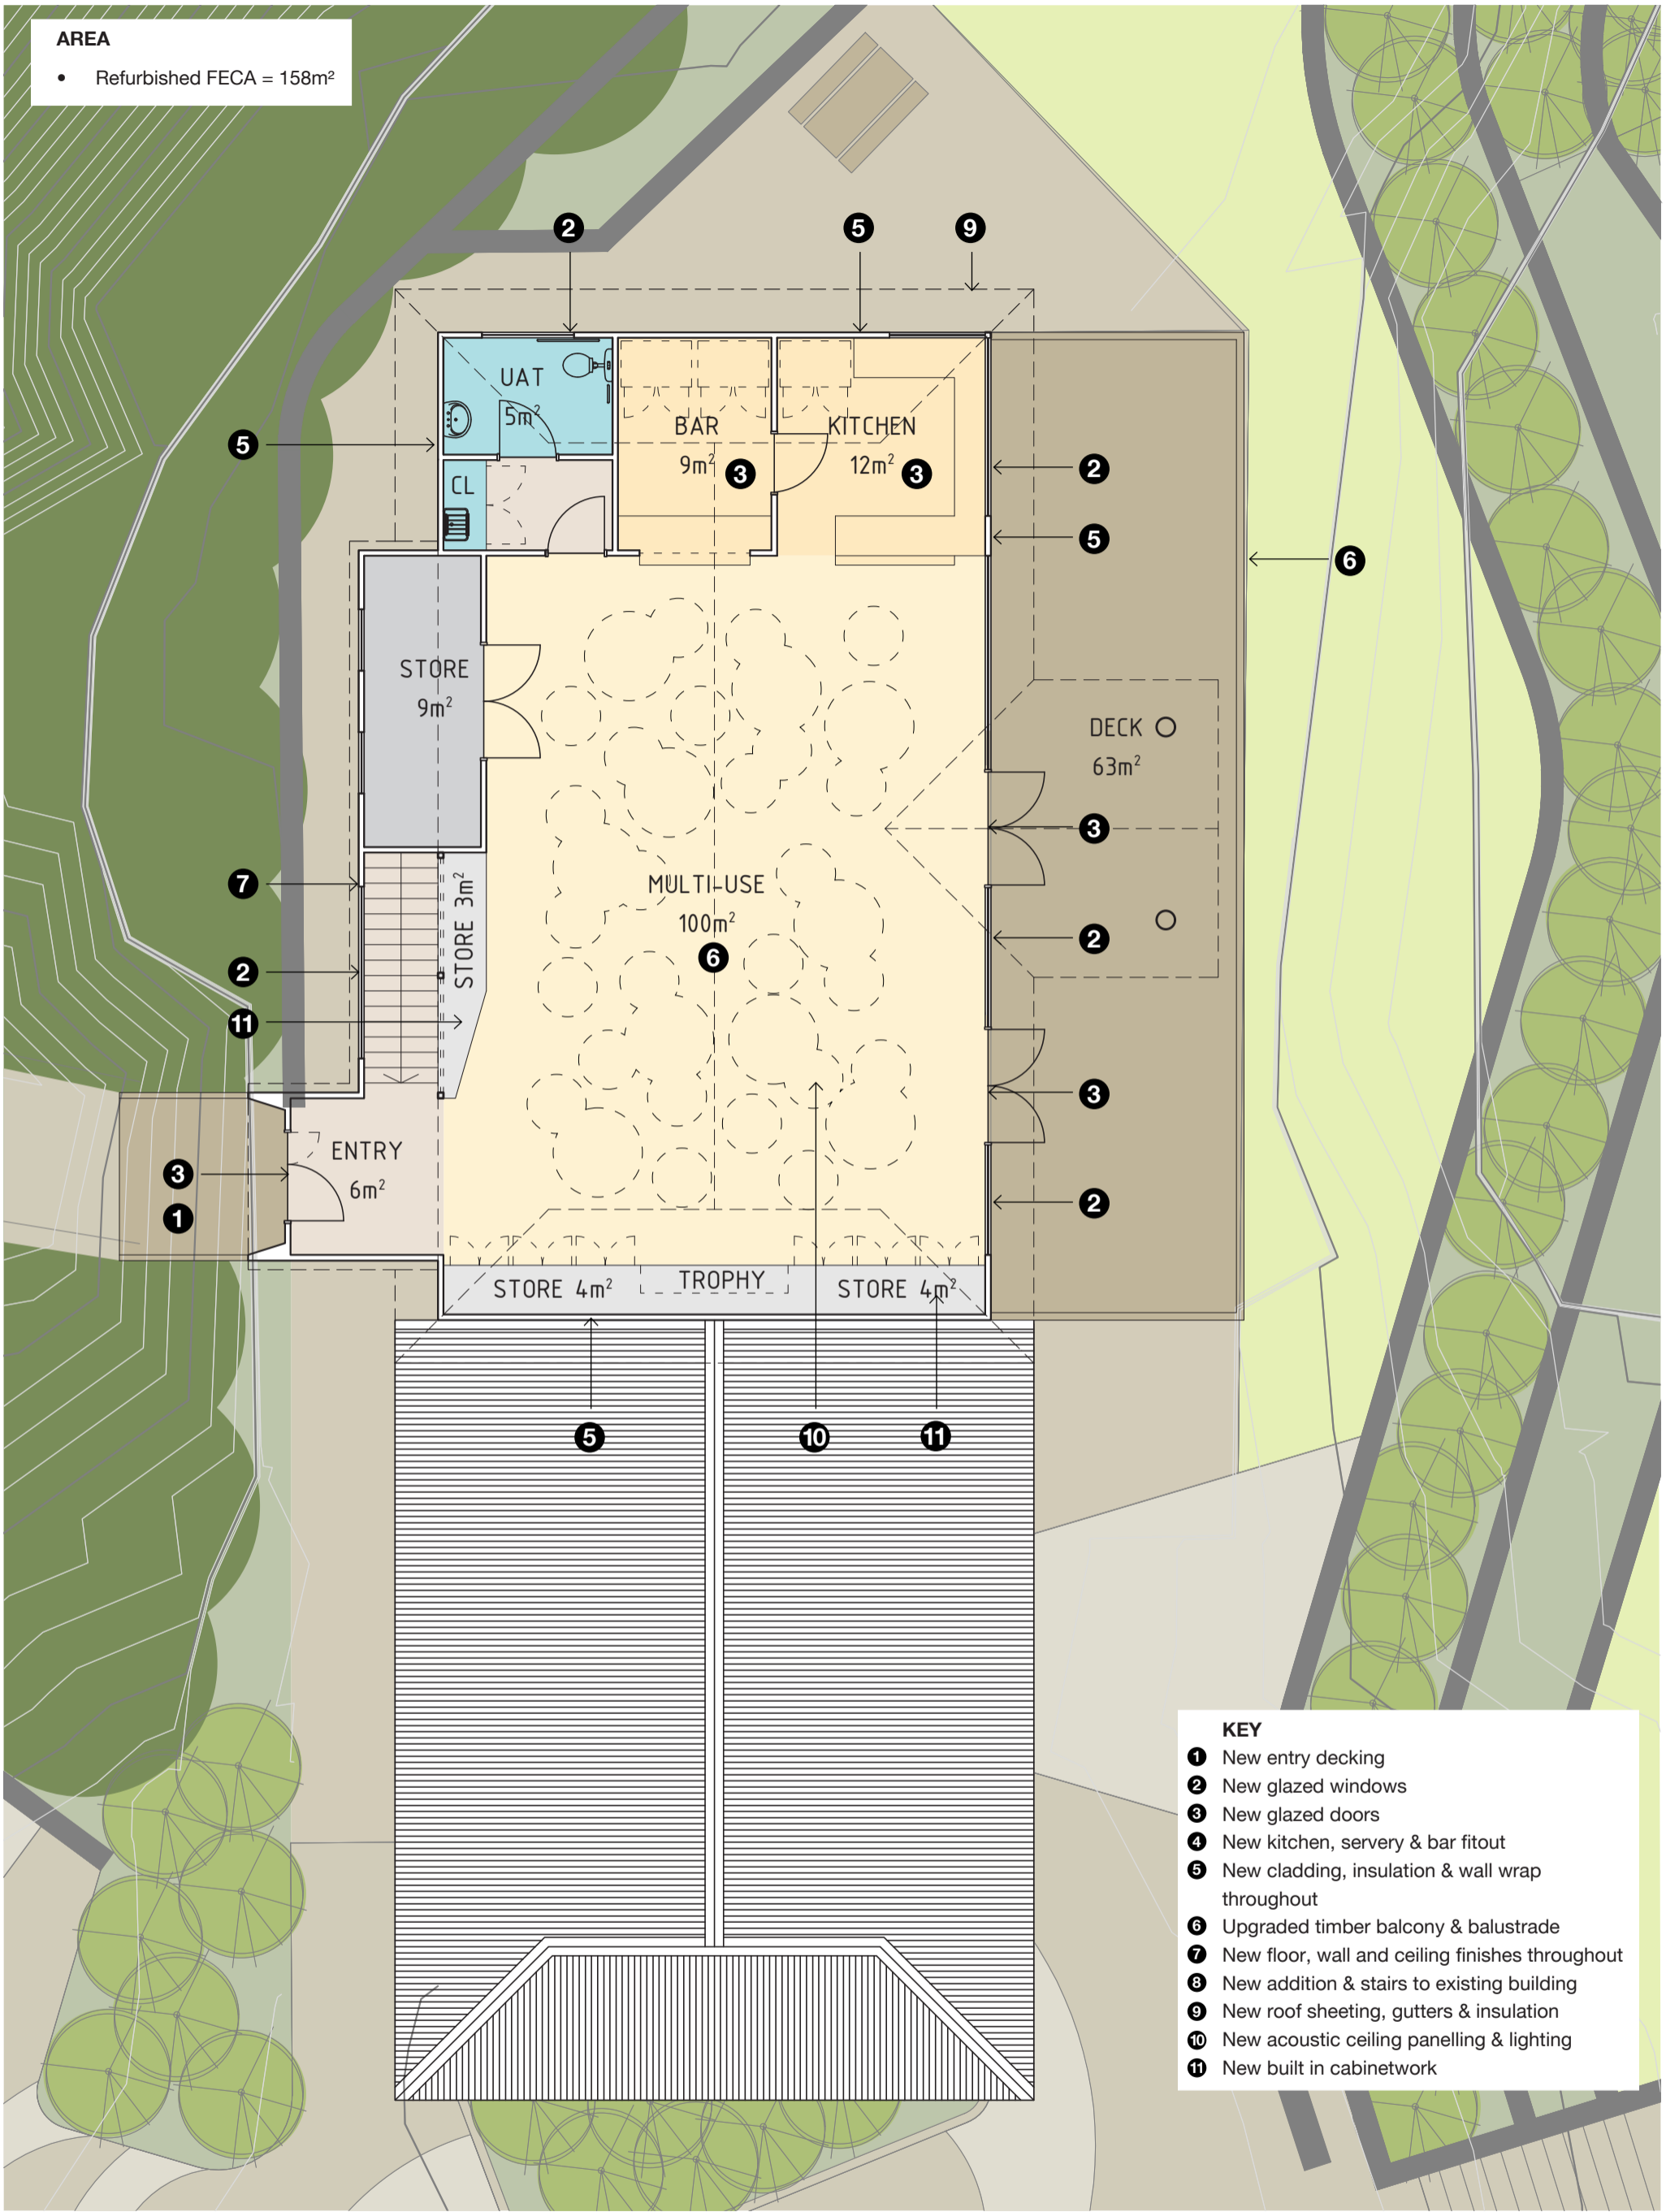 AREA
• Refurbished FECA = 158m²
2
5
9
UAT
5m²
5
BAR
9m²
3
KITCHEN
12m²
3
2
CL
5
6
STORE
9m²
DECK
63m²
3
7
STORE 3m²
MULTI-USE
100m²
6
2
2
11
3
ENTRY
6m²
3
1
2
STORE 4m²
TROPHY
STORE 4m²
5
10
11
KEY
1 New entry decking
2 New glazed windows
3 New glazed doors
4 New kitchen, servery & bar fitout
5 New cladding, insulation & wall wrap
throughout
6 Upgraded timber balcony & balustrade
7 New floor, wall and ceiling finishes throughout
8 New addition & stairs to existing building
9 New roof sheeting, gutters & insulation
10 New acoustic ceiling panelling & lighting
11 New built in cabinetwork